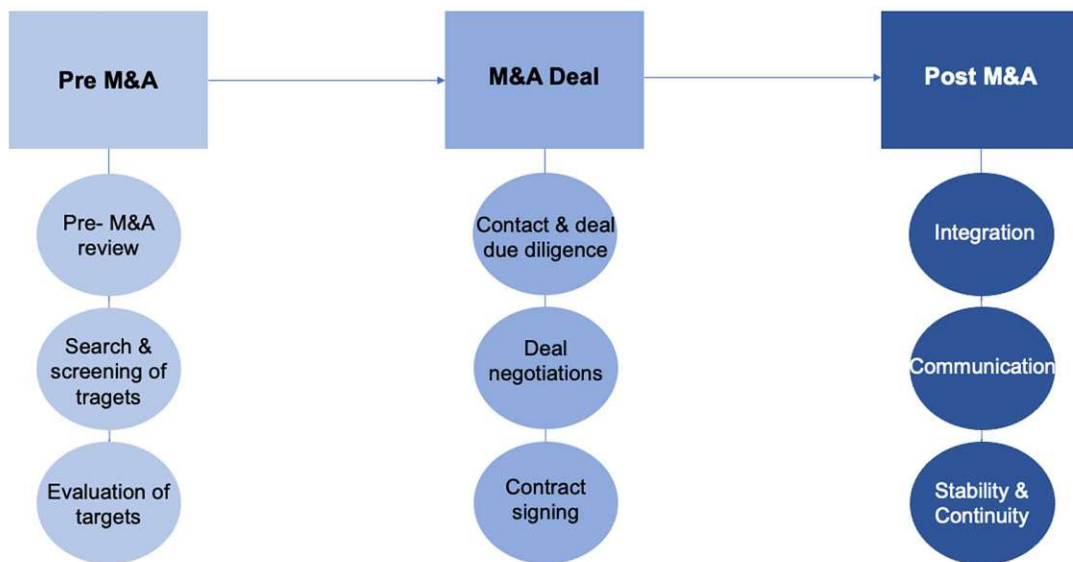 Pre M&A
M&A Deal
Post M&A
Pre- M&A
review
Search &
screening of
tragets
Evaluation of
targets
Contact & deal
due diligence
Deal
negotiations
Contract
signing
Integration
Communication
Stability &
Continuity